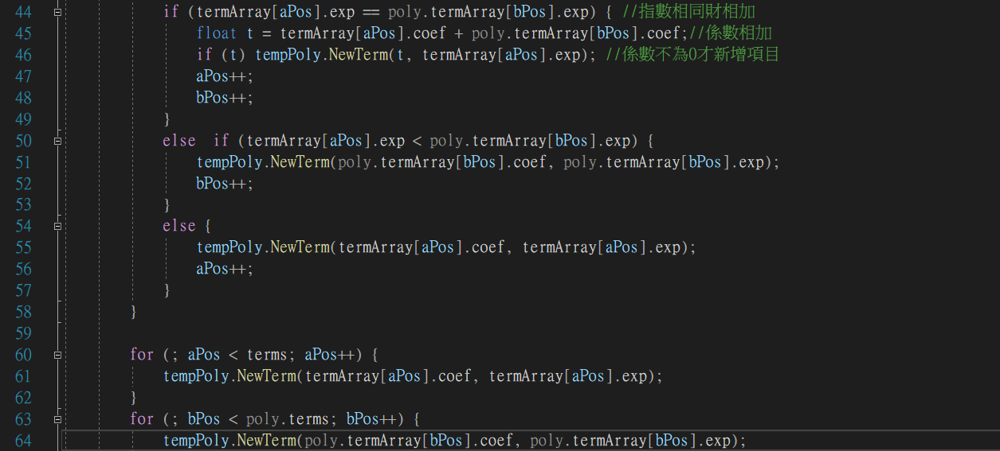 44 if (termArray[aPos].exp == poly.termArray[bPos].exp) { //指數相同財相加
45 float t = termArray[aPos].coef + poly.termArray[bPos].coef;//係數相加
46 if (t) tempPoly.NewTerm(t, termArray[aPos].exp); //係數不為0才新增項目
47 aPos++;
48 bPos++;
49 }
50 else  if (termArray[aPos].exp < poly.termArray[bPos].exp) {
51 tempPoly.NewTerm(poly.termArray[bPos].coef, poly.termArray[bPos].exp);
52 bPos++;
53 }
54 else {
55 tempPoly.NewTerm(termArray[aPos].coef, termArray[aPos].exp);
56 aPos++;
57 }
58 }
59
60 for (; aPos < terms; aPos++) {
61 tempPoly.NewTerm(termArray[aPos].coef, termArray[aPos].exp);
62 }
63 for (; bPos < poly.terms; bPos++) {
64 tempPoly.NewTerm(poly.termArray[bPos].coef, poly.termArray[bPos].exp);